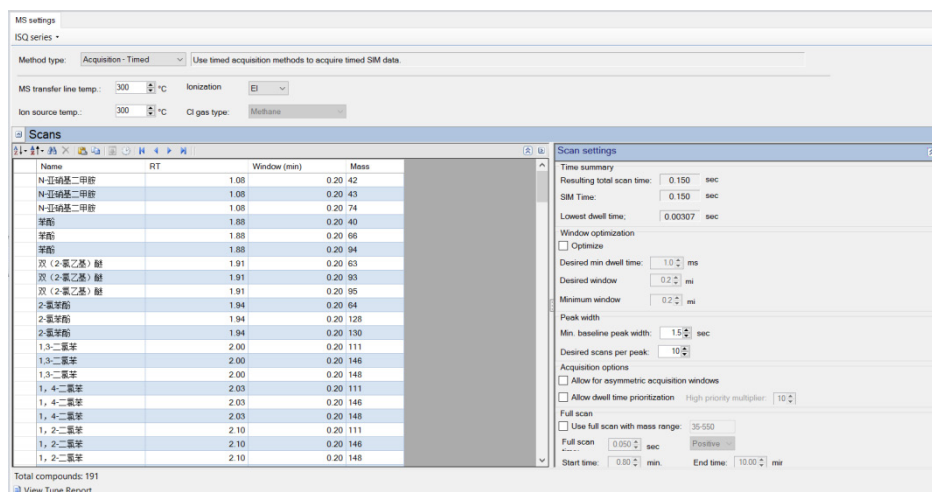 MS settings
ISQ series
Method type: Acquisition - Timed Use timed acquisition methods to acquire timed SIM data.
MS transfer line temp.: 300 °C Ionization EI
Ion source temp.: 300 °C CI gas type: Methane
Scans
Name RT Window (min) Mass
N-亚硝基二甲胺 1.08 0.20 42
N-亚硝基二甲胺 1.08 0.20 43
N-亚硝基二甲胺 1.08 0.20 74
苯酚 1.88 0.20 40
苯酚 1.88 0.20 66
苯酚 1.88 0.20 94
双（2-氯乙基）醚 1.91 0.20 63
双（2-氯乙基）醚 1.91 0.20 93
双（2-氯乙基）醚 1.91 0.20 95
2-氯苯酚 1.94 0.20 64
2-氯苯酚 1.94 0.20 128
2-氯苯酚 1.94 0.20 130
1,3-二氯苯 2.00 0.20 111
1,3-二氯苯 2.00 0.20 146
1,3-二氯苯 2.00 0.20 148
1，4-二氯苯 2.03 0.20 111
1，4-二氯苯 2.03 0.20 146
1，4-二氯苯 2.03 0.20 148
1，2-二氯苯 2.10 0.20 111
1，2-二氯苯 2.10 0.20 146
1，2-二氯苯 2.10 0.20 148
Scan settings
Time summary
Resulting total scan time: 0.150 sec
SIM Time: 0.150 sec
Lowest dwell time: 0.00307 sec
Window optimization
Optimize
Desired min dwell time: 1.0 ms
Desired window 0.2 mi
Minimum window 0.2 mi
Peak width
Min. baseline peak width: 1.5 sec
Desired scans per peak: 10
Acquisition options
Allow for asymmetric acquisition windows
Allow dwell time prioritization High priority multiplier: 10
Full scan
Use full scan with mass range: 35-550
Full scan 0.050 sec Positive
Start time: 0.80 min. End time: 10.00 mir
Total compounds: 191
View Tune Report